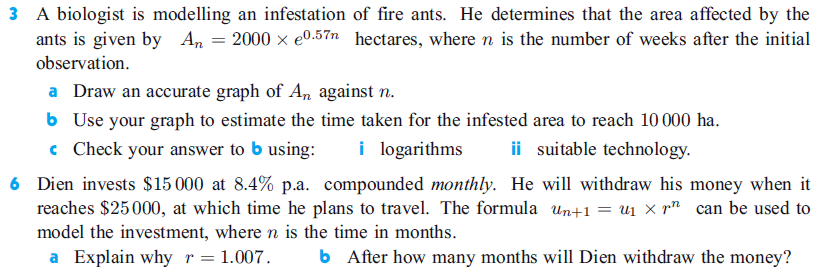 3 A biologist is modelling an infestation of fire ants. He determines that the area affected by the
ants is given by Aₙ = 2000 × e^0.57n hectares, where n is the number of weeks after the initial
observation.
a Draw an accurate graph of Aₙ against n.
b Use your graph to estimate the time taken for the infested area to reach 10 000 ha.
c Check your answer to b using: i logarithms ii suitable technology.
6 Dien invests $15 000 at 8.4% p.a. compounded monthly. He will withdraw his money when it
reaches $25 000, at which time he plans to travel. The formula uₙ₊₁ = u₁ × rⁿ can be used to
model the investment, where n is the time in months.
a Explain why r = 1.007. b After how many months will Dien withdraw the money?